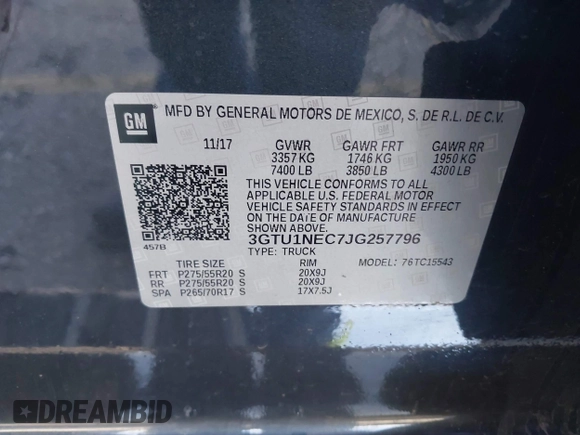 GM
MFD BY GENERAL MOTORS DE MEXICO, S. DE R.L. DE C.V.
11/17 GVWR GAWR FRT GAWR RR
3357 KG 1746 KG 1950 KG
7400 LB 3850 LB 4300 LB
THIS VEHICLE CONFORMS TO ALL
APPLICABLE U.S. FEDERAL MOTOR
VEHICLE SAFETY STANDARDS IN EFFECT
ON THE DATE OF MANUFACTURE
SHOWN ABOVE.
457B
3GTU1NEC7JG257796
TYPE: TRUCK
TIRE SIZE RIM MODEL: 76TC15543
FRT P275/55R20 S 20X9J
RR P275/55R20 S 20X9J
SPA P265/70R17 S 17X7.5J
DREAMBID